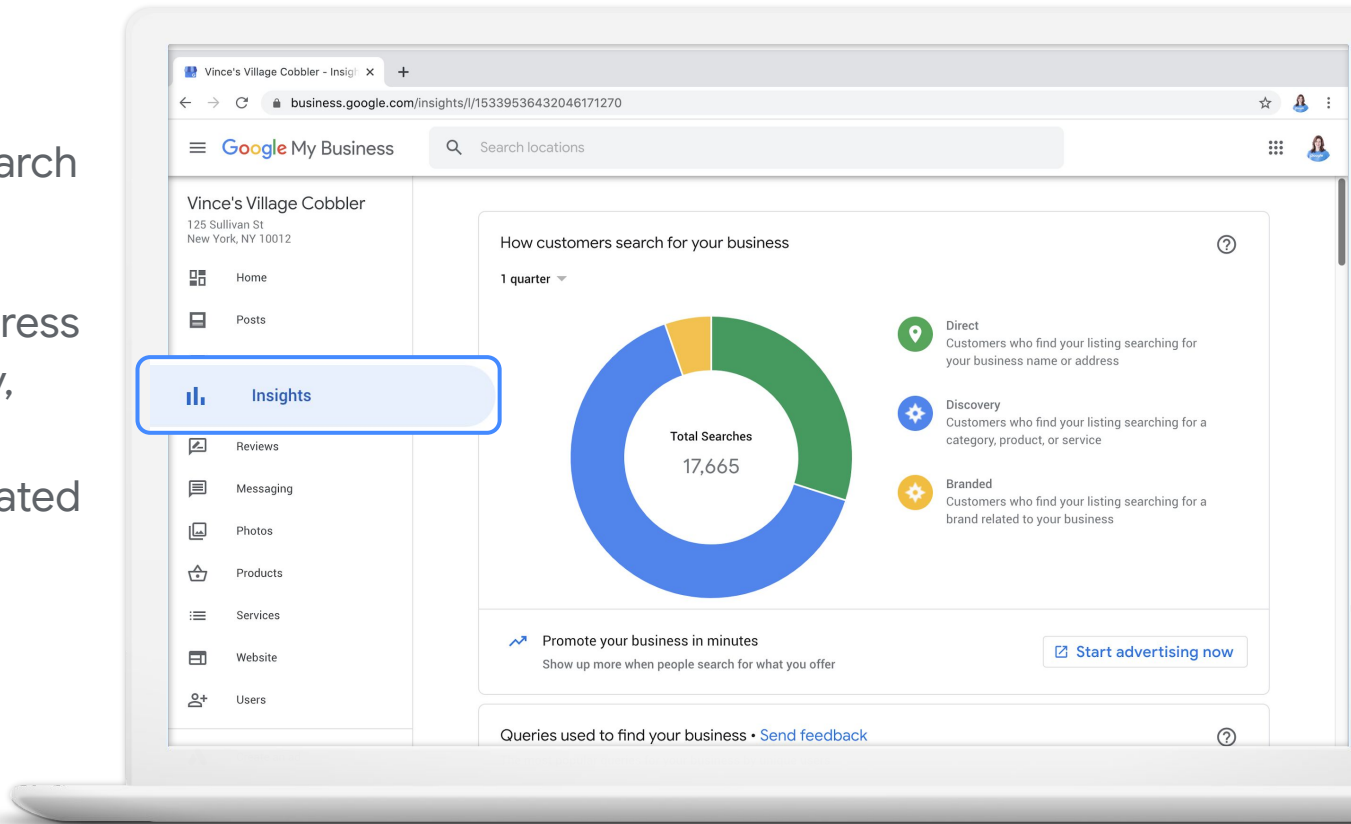 arch
ress
,
ated
Vince's Village Cobbler - Insig
business.google.com/insights/l/15339536432046171270
Google My Business
Search locations
Vince's Village Cobbler
125 Sullivan St
New York, NY 10012
Home
Posts
Insights
Reviews
Messaging
Photos
Products
Services
Website
Users
How customers search for your business
1 quarter
Total Searches
17,665
Direct
Customers who find your listing searching for
your business name or address
Discovery
Customers who find your listing searching for a
category, product, or service
Branded
Customers who find your listing searching for a
brand related to your business
Promote your business in minutes
Show up more when people search for what you offer
Start advertising now
Queries used to find your business • Send feedback